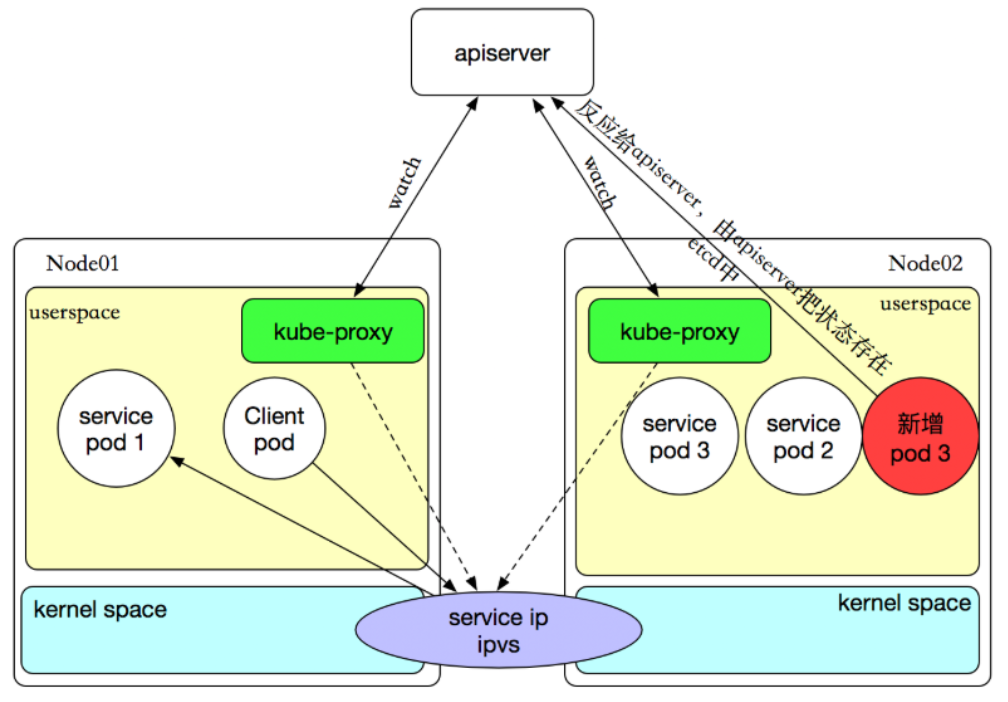 apiserver
watch
watch
反应给apiserver，由apiserver把状态存在
etcd中
Node01
userspace
kube-proxy
service
pod 1
Client
pod
kernel space
Node02
userspace
kube-proxy
service
pod 3
service
pod 2
新增
pod 3
kernel space
service ip
ipvs